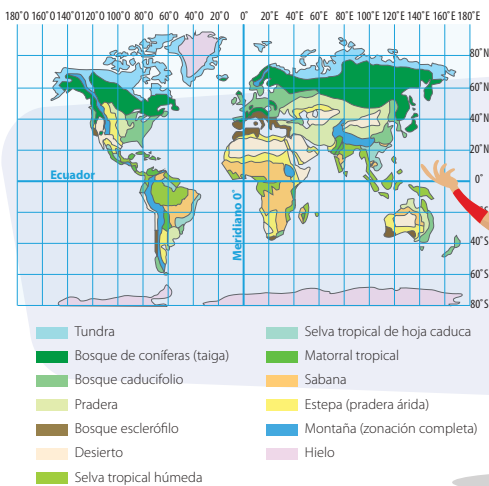 180°O 160°O 140°O 120°O 100°O 80°O 60°O 40°O 20°O 0° 20°E 40°E 60°E 80°E 100°E 120°E 140°E 160°E 180°E
80°N
60°N
40°N
20°N
Ecuador
0°
Meridiano 0°
40°S
60°S
80°S
Tundra
Bosque de coníferas (taiga)
Bosque caducifolio
Pradera
Bosque esclerófilo
Desierto
Selva tropical húmeda
Selva tropical de hoja caduca
Matorral tropical
Sabana
Estepa (pradera árida)
Montaña (zonación completa)
Hielo